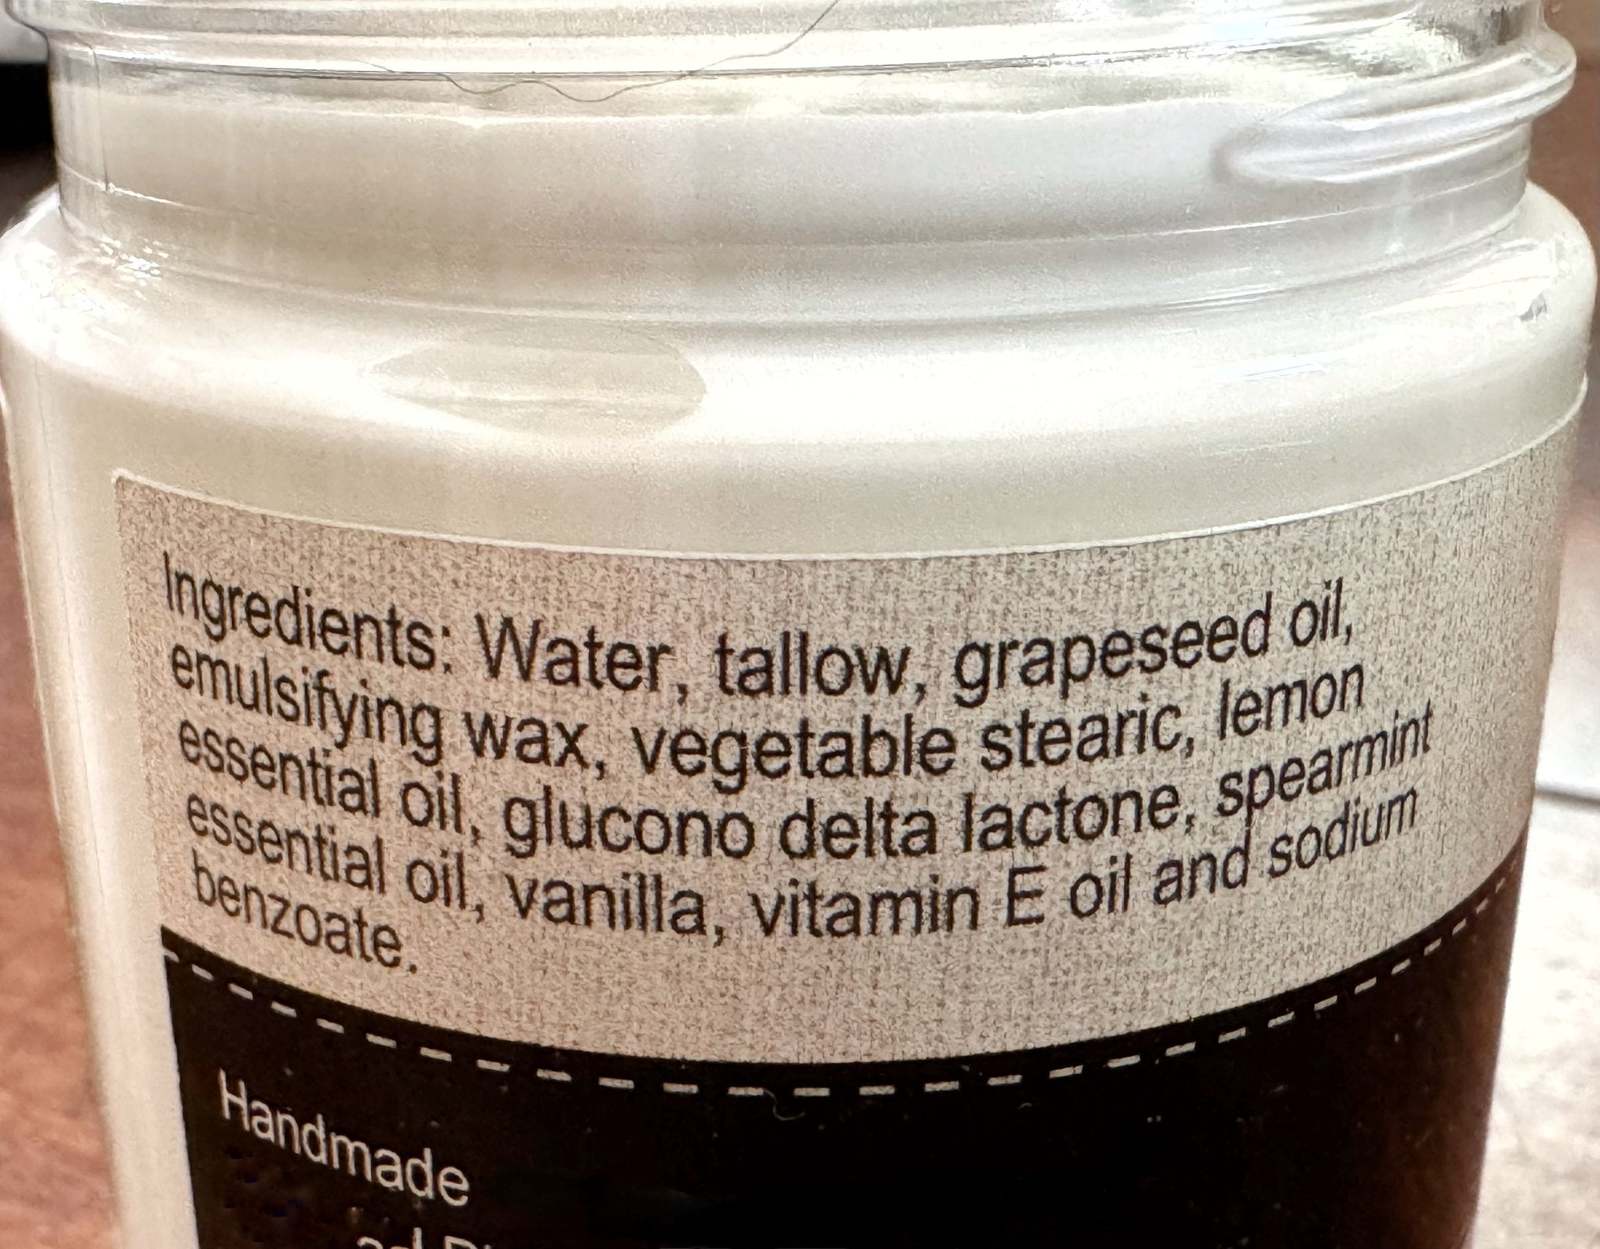 Ingredients: Water, tallow, grapeseed oil,
emulsifying wax, vegetable stearic, lemon
essential oil, glucono delta lactone, spearmint
essential oil, vanilla, vitamin E oil and sodium
benzoate.
Handmade